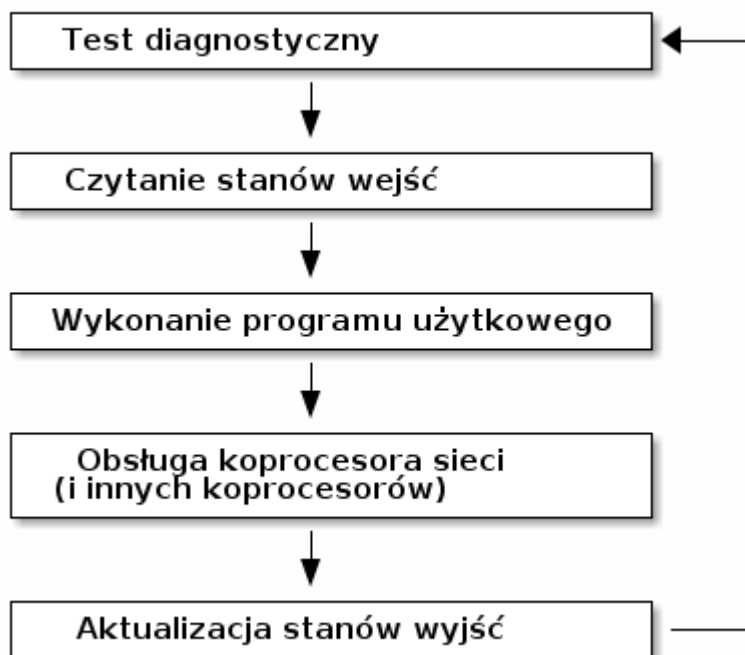 Test diagnostyczny
Czytanie stanów wejść
Wykonanie programu użytkowego
Obsługa koprocesora sieci
(i innych koprocesorów)
Aktualizacja stanów wyjść